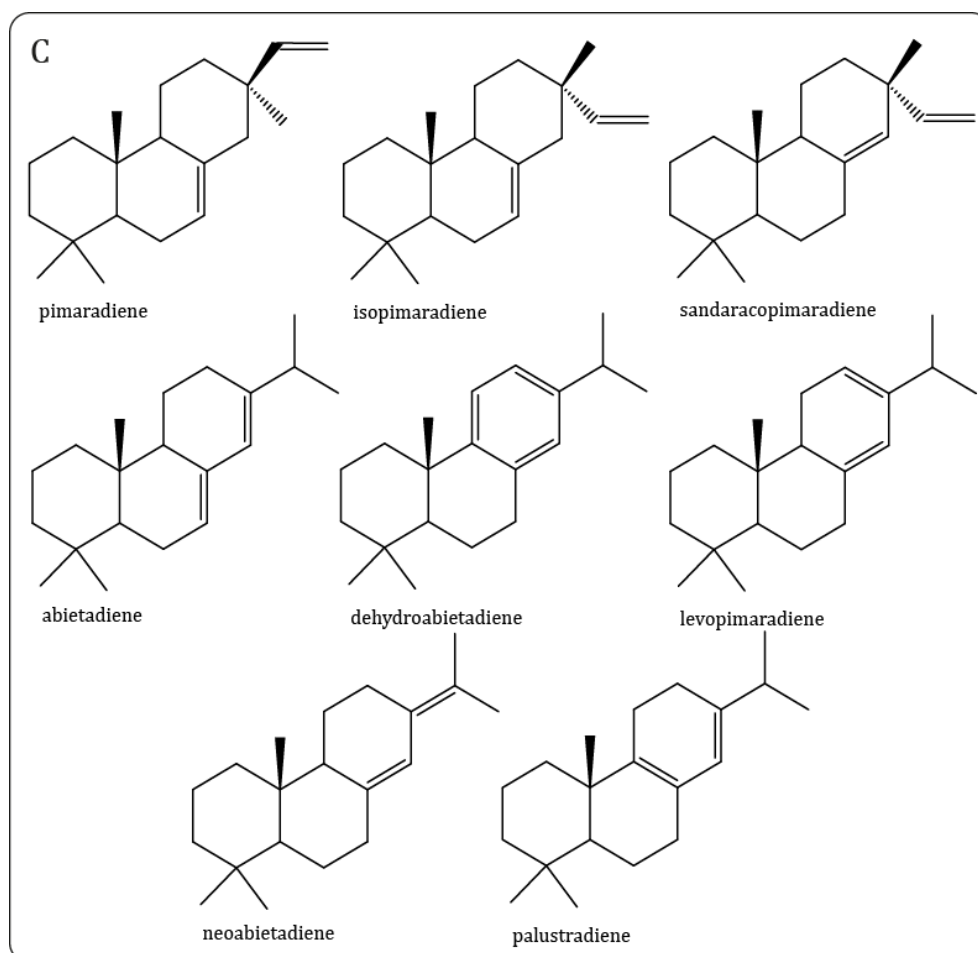 C
pimaradiene
isopimaradiene
sandaracopimaradiene
abietadiene
dehydroabietadiene
levopimaradiene
neoabietadiene
palustradiene